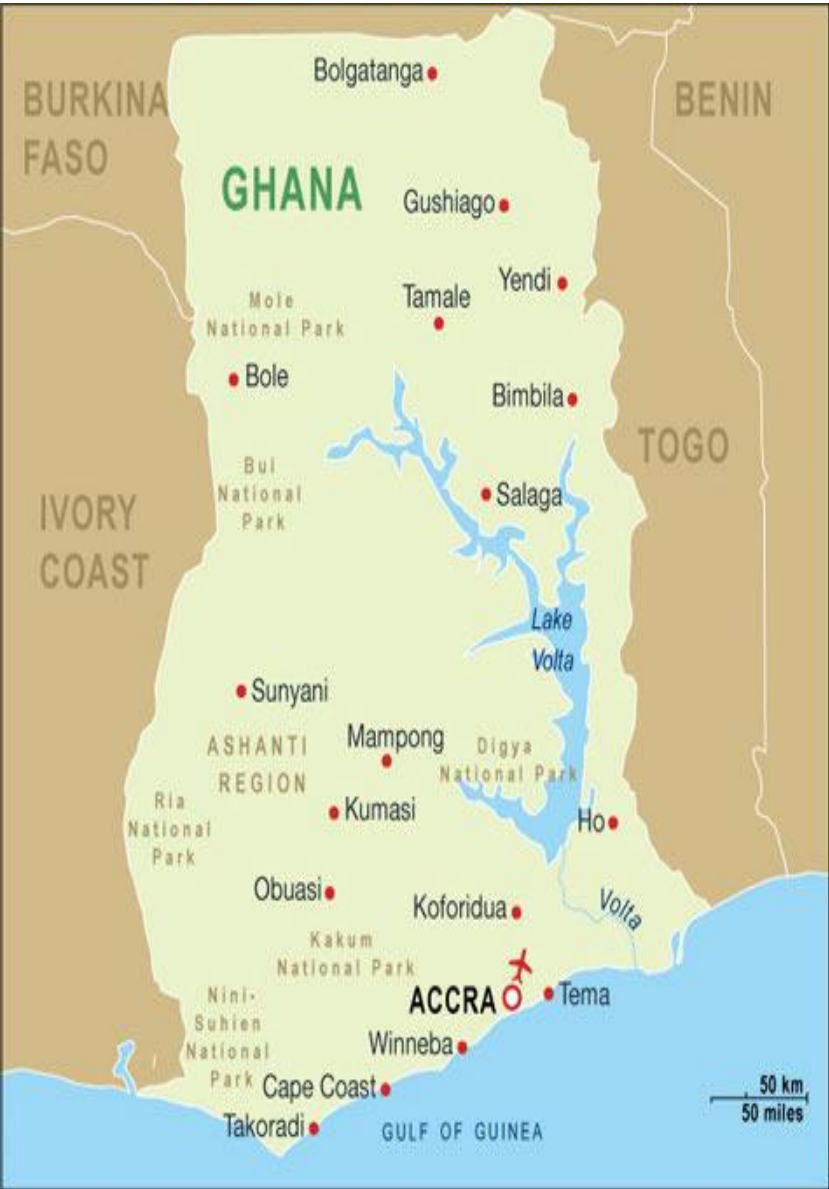 Bolgatanga
BURKINA
FASO
BENIN
GHANA
Gushiago
Yendi
Tamale
Mole
National Park
Bole
Bimbila
TOGO
Bui
National
Park
Salaga
IVORY
COAST
Lake
Volta
Sunyani
ASHANTI
REGION
Mampong
Digya
National Park
Ria
National
Park
Kumasi
Ho
Obuasi
Koforidua
Volta
Kakum
National Park
Nini-
Suhien
National
Park
ACCRA
Tema
Winneba
Cape Coast
Takoradi
GULF OF GUINEA
50 km
50 miles